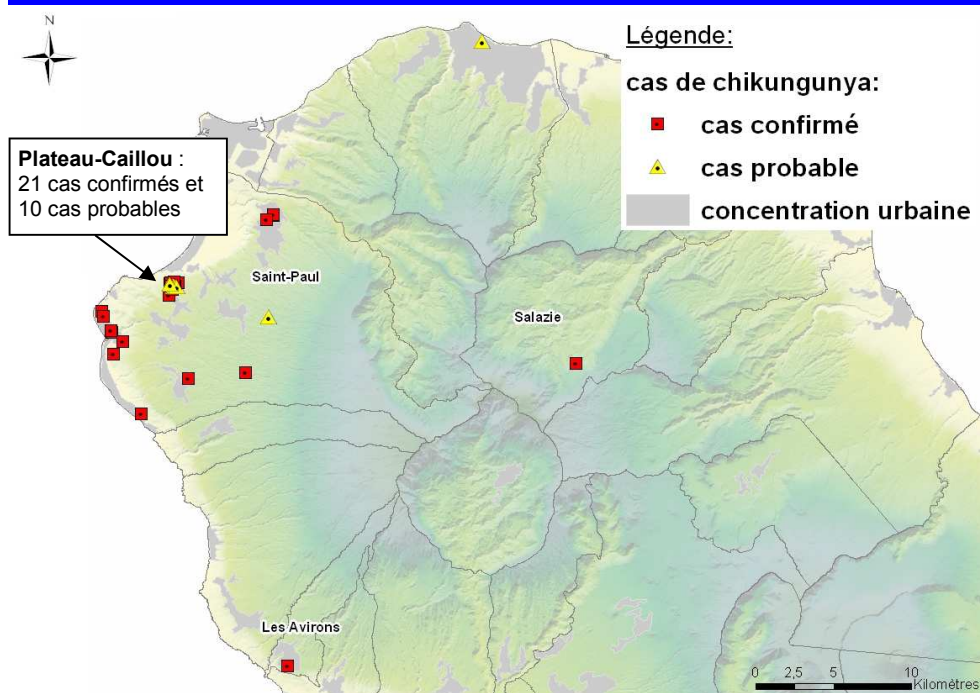 N
Légende:
cas de chikungunya:
cas confirmé
cas probable
concentration urbaine
Plateau-Caillou :
21 cas confirmés et
10 cas probables
Saint-Paul
Salazie
Les Avirons
0 2,5 5 10
Kilomètres